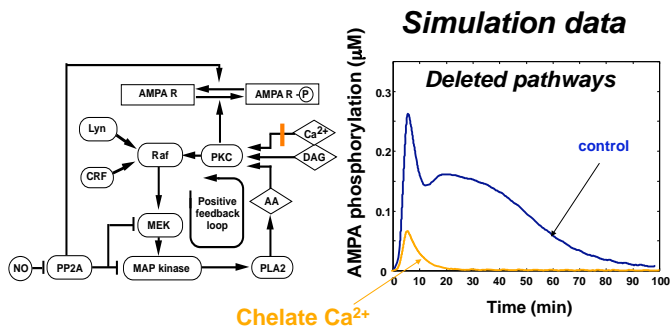 Simulation data
Deleted pathways
AMPA R
AMPA R - P
Lyn
Raf
PKC
Ca2+
DAG
CRF
AA
Positive
feedback
loop
MEK
NO
PP2A
MAP kinase
PLA2
Chelate Ca2+
AMPA phosphorylation (µM)
0.3
0.2
0.1
0
control
0 10 20 30 40 50 60 70 80 90 100
Time (min)